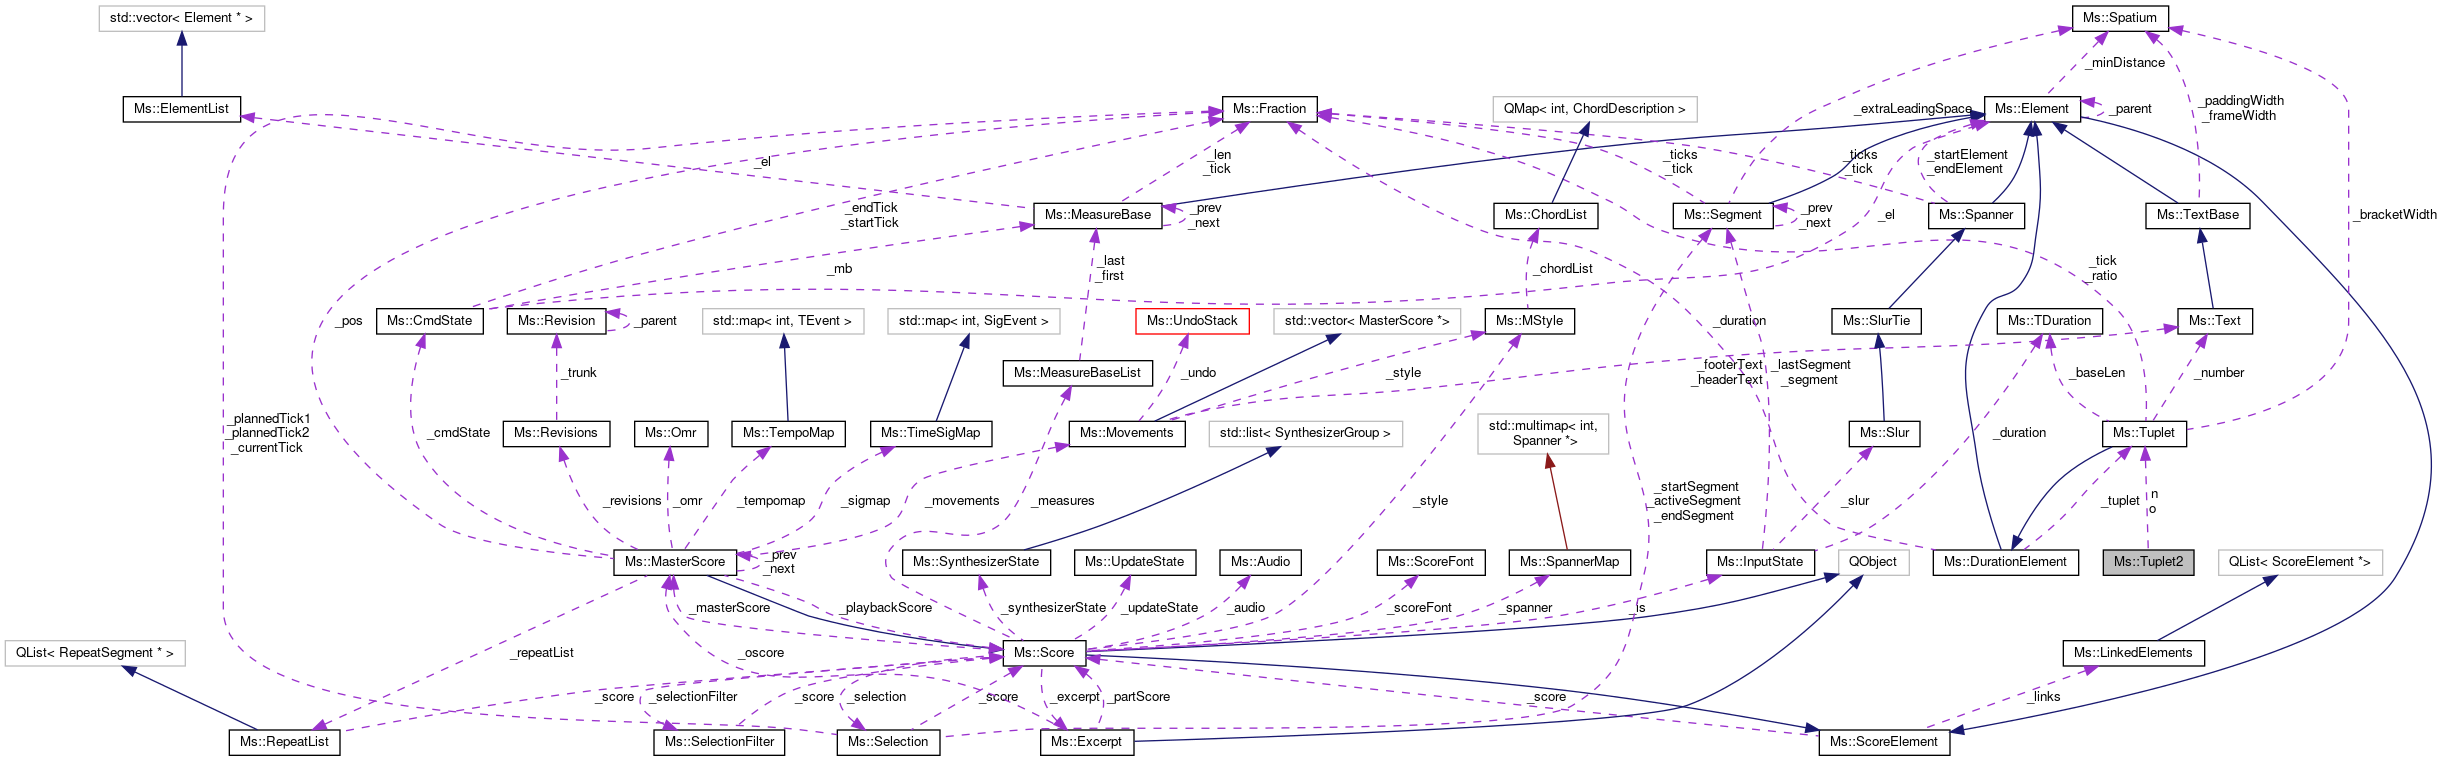 std::vector< Element * >
Ms::Spatium
_minDistance
Ms::ElementList
Ms::Fraction
QMap< int, ChordDescription >
_extraLeadingSpace
Ms::Element
_parent
_paddingWidth
_frameWidth
_el
_len
_tick
_ticks
_tick
_ticks
_tick
_startElement
_endElement
_endTick
_startTick
Ms::MeasureBase
_prev
_next
Ms::ChordList
Ms::Segment
_prev
_next
_el
Ms::Spanner
Ms::TextBase
_bracketWidth
_mb
_last
_first
_chordList
_tick
_ratio
_pos
Ms::CmdState
Ms::Revision
_parent
std::map< int, TEvent >
std::map< int, SigEvent >
Ms::UndoStack
std::vector< MasterScore *>
Ms::MStyle
_duration
Ms::SlurTie
Ms::TDuration
Ms::Text
_trunk
Ms::MeasureBaseList
_undo
_style
_footerText
_headerText
_lastSegment
_segment
_baseLen
_number
_plannedTick1
_plannedTick2
_currentTick
_cmdState
Ms::Revisions
Ms::Omr
Ms::TempoMap
Ms::TimeSigMap
Ms::Movements
std::list< SynthesizerGroup >
std::multimap< int,
Spanner *>
Ms::Slur
_duration
Ms::Tuplet
_revisions
_omr
_tempomap
_sigmap
_movements
_measures
_style
_startSegment
_activeSegment
_endSegment
_slur
_tuplet
n
o
Ms::MasterScore
_prev
_next
Ms::SynthesizerState
Ms::UpdateState
Ms::Audio
Ms::ScoreFont
Ms::SpannerMap
Ms::InputState
QObject
Ms::DurationElement
Ms::Tuplet2
QList< ScoreElement *>
_masterScore
_playbackScore
_synthesizerState
_updateState
_audio
_scoreFont
_spanner
_is
QList< RepeatSegment * >
_repeatList
_oscore
Ms::Score
Ms::LinkedElements
_score
_selectionFilter
_score
_selection
_score
_excerpt
_partScore
_score
_links
Ms::RepeatList
Ms::SelectionFilter
Ms::Selection
Ms::Excerpt
Ms::ScoreElement